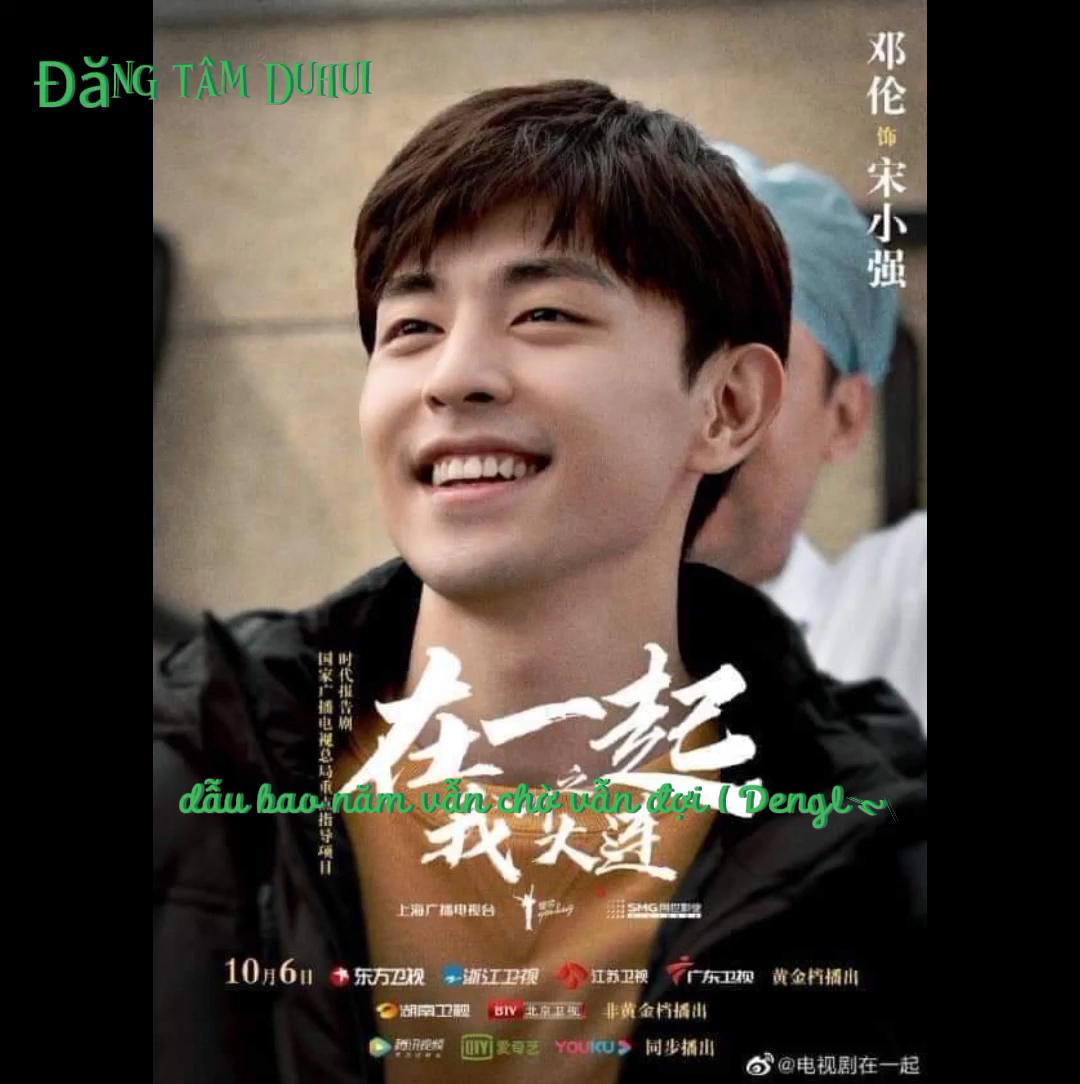 Đăng tâm Duhui
邓伦
饰
宋小强
时代报告剧
国家广播电视总局重 指导项目
在一起
之
我 大连
dẫu bao năm vẫn chờ vẫn đợi ( Dengl ~
上海广播电视台
SMG 尚世影业
10月6日 东方卫视 浙江卫视 江苏卫视 广东卫视 黄金档播出
湖南卫视 BTV 北京卫视 非黄金档播出
腾讯视频 iQIYI 爱奇艺 YOUKU 同步播出
@电视剧在一起